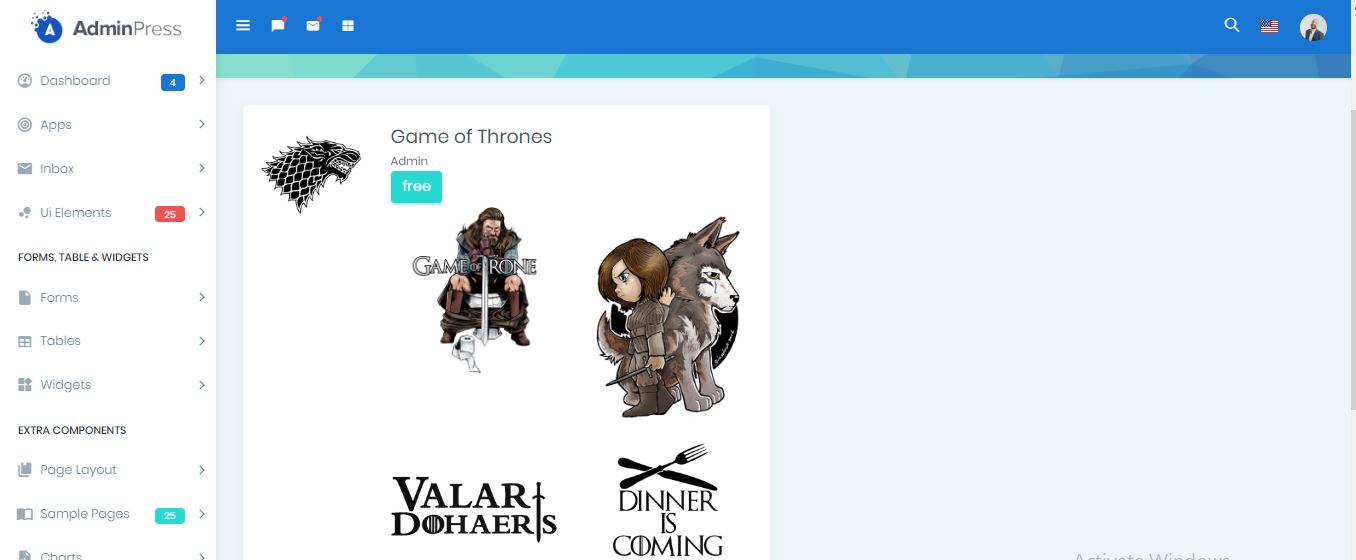 AdminPress
Dashboard
4
Apps
Inbox
Ui Elements
25
FORMS, TABLE & WIDGETS
Forms
Tables
Widgets
EXTRA COMPONENTS
Page Layout
Sample Pages
25
Charts
Game of Thrones
Admin
free
GAME OF RONE
VALAR
DOHAERIS
DINNER
IS
COMING
Activate Windows